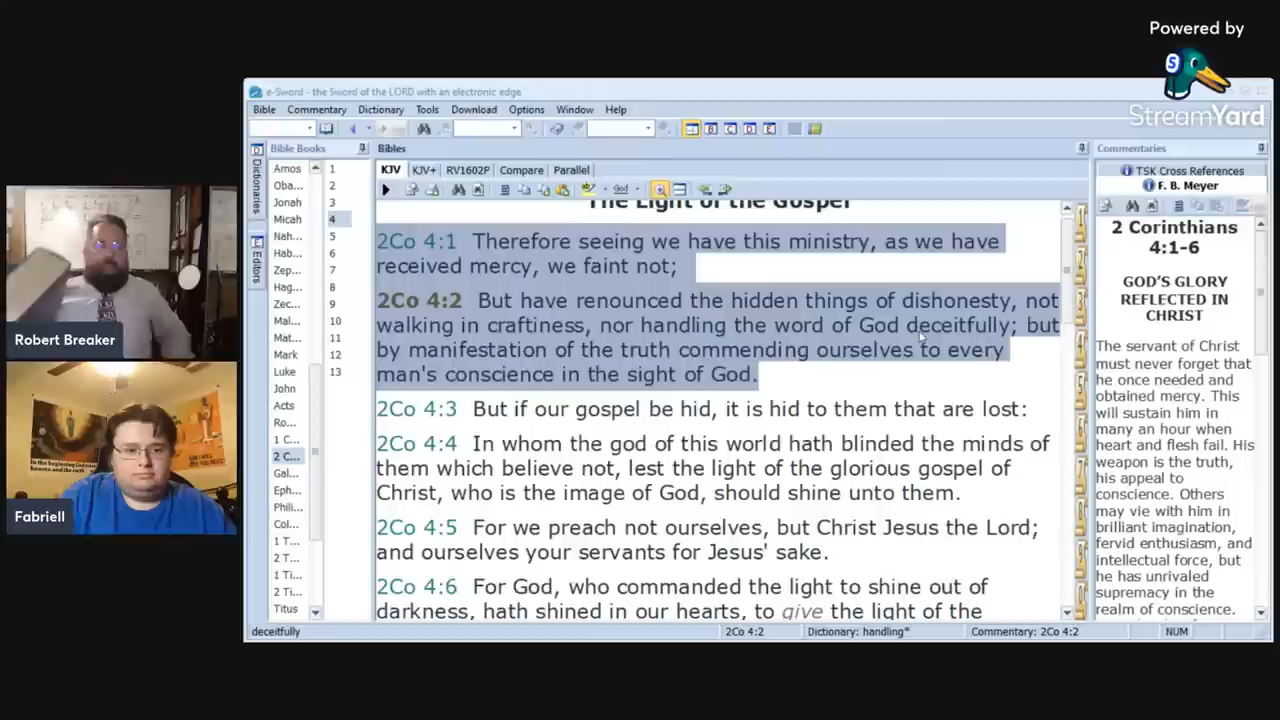 Powered by
StreamYard
e-Sword - the Sword of the LORD with an electronic edge
Bible Commentary Dictionary Tools Download Options Window Help
Bible Books
Bibles
Commentaries
Dictionaries
Editors
KJV KJV+ RV1602P Compare Parallel
TSK Cross References
F. B. Meyer
Amos
Oba...
Jonah
Micah
Nah...
Hab...
Zep...
Hag...
Zec...
Mal...
Mat...
Mark
Luke
John
Acts
Ro...
1 C...
2 C...
Gal...
Eph...
Phili...
Col...
1 T...
2 T...
1 Ti...
2 Ti...
Titus
1
2
3
4
5
6
7
8
9
10
11
12
13
The Light of the Gospel
2Co 4:1 Therefore seeing we have this ministry, as we have
received mercy, we faint not;
2Co 4:2 But have renounced the hidden things of dishonesty, not
walking in craftiness, nor handling the word of God deceitfully; but
by manifestation of the truth commending ourselves to every
man's conscience in the sight of God.
2Co 4:3 But if our gospel be hid, it is hid to them that are lost:
2Co 4:4 In whom the god of this world hath blinded the minds of
them which believe not, lest the light of the glorious gospel of
Christ, who is the image of God, should shine unto them.
2Co 4:5 For we preach not ourselves, but Christ Jesus the Lord;
and ourselves your servants for Jesus' sake.
2Co 4:6 For God, who commanded the light to shine out of
darkness, hath shined in our hearts, to give the light of the
2 Corinthians
4:1-6
GOD'S GLORY
REFLECTED IN
CHRIST
The servant of Christ
must never forget that
he once needed and
obtained mercy. This
will sustain him in
many an hour when
heart and flesh fail. His
weapon is the truth,
his appeal to
conscience. Others
may vie with him in
brilliant imagination,
fervid enthusiasm, and
intellectual force, but
he has unrivaled
supremacy in the
realm of conscience.
deceitfully
2Co 4:2
Dictionary: handling*
Commentary: 2Co 4:2
NUM
Robert Breaker
Fabriell